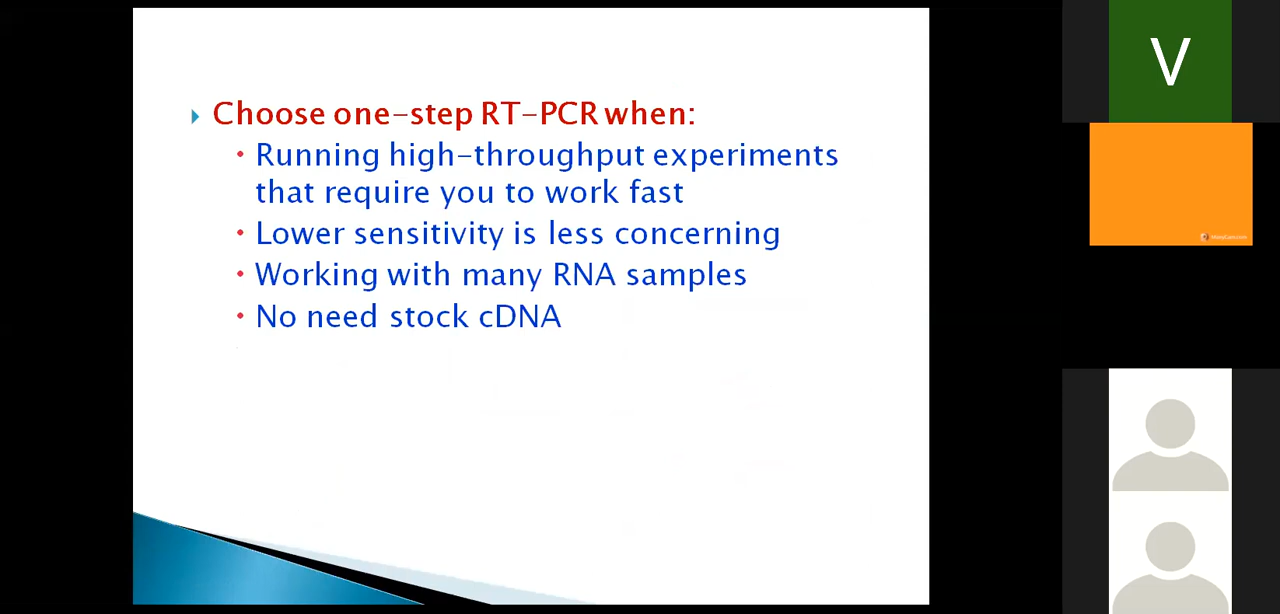 Choose one-step RT-PCR when:
Running high-throughput experiments
that require you to work fast
Lower sensitivity is less concerning
Working with many RNA samples
No need stock cDNA
V